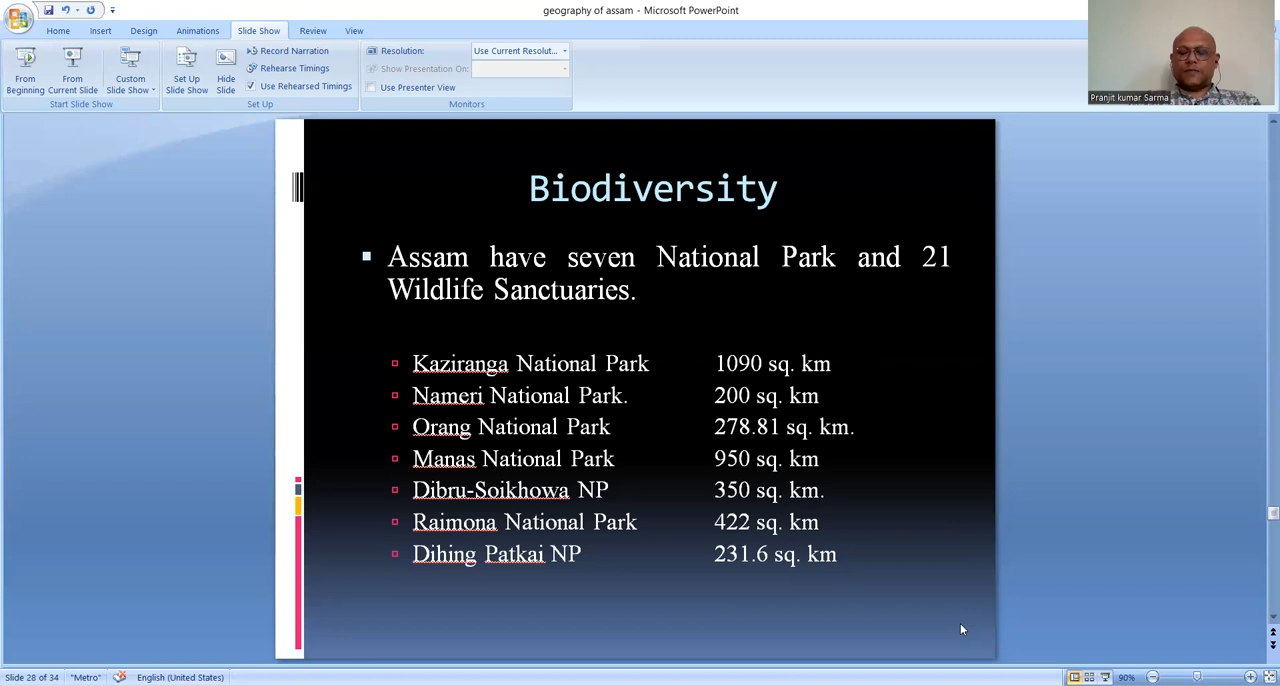 geography of assam - Microsoft PowerPoint
Home Insert Design Animations Slide Show Review View
From Beginning
From Current Slide
Custom Slide Show
Start Slide Show
Set Up Slide Show
Hide Slide
Record Narration
Rehearse Timings
Use Rehearsed Timings
Set Up
Resolution: Use Current Resolut...
Show Presentation On:
Use Presenter View
Monitors
Pranjit kumar Sarma
Biodiversity
Assam have seven National Park and 21
Wildlife Sanctuaries.
Kaziranga National Park 1090 sq. km
Nameri National Park. 200 sq. km
Orang National Park 278.81 sq. km.
Manas National Park 950 sq. km
Dibru-Soikhowa NP 350 sq. km.
Raimona National Park 422 sq. km
Dihing Patkai NP 231.6 sq. km
Slide 28 of 34 "Metro" English (United States) 90%